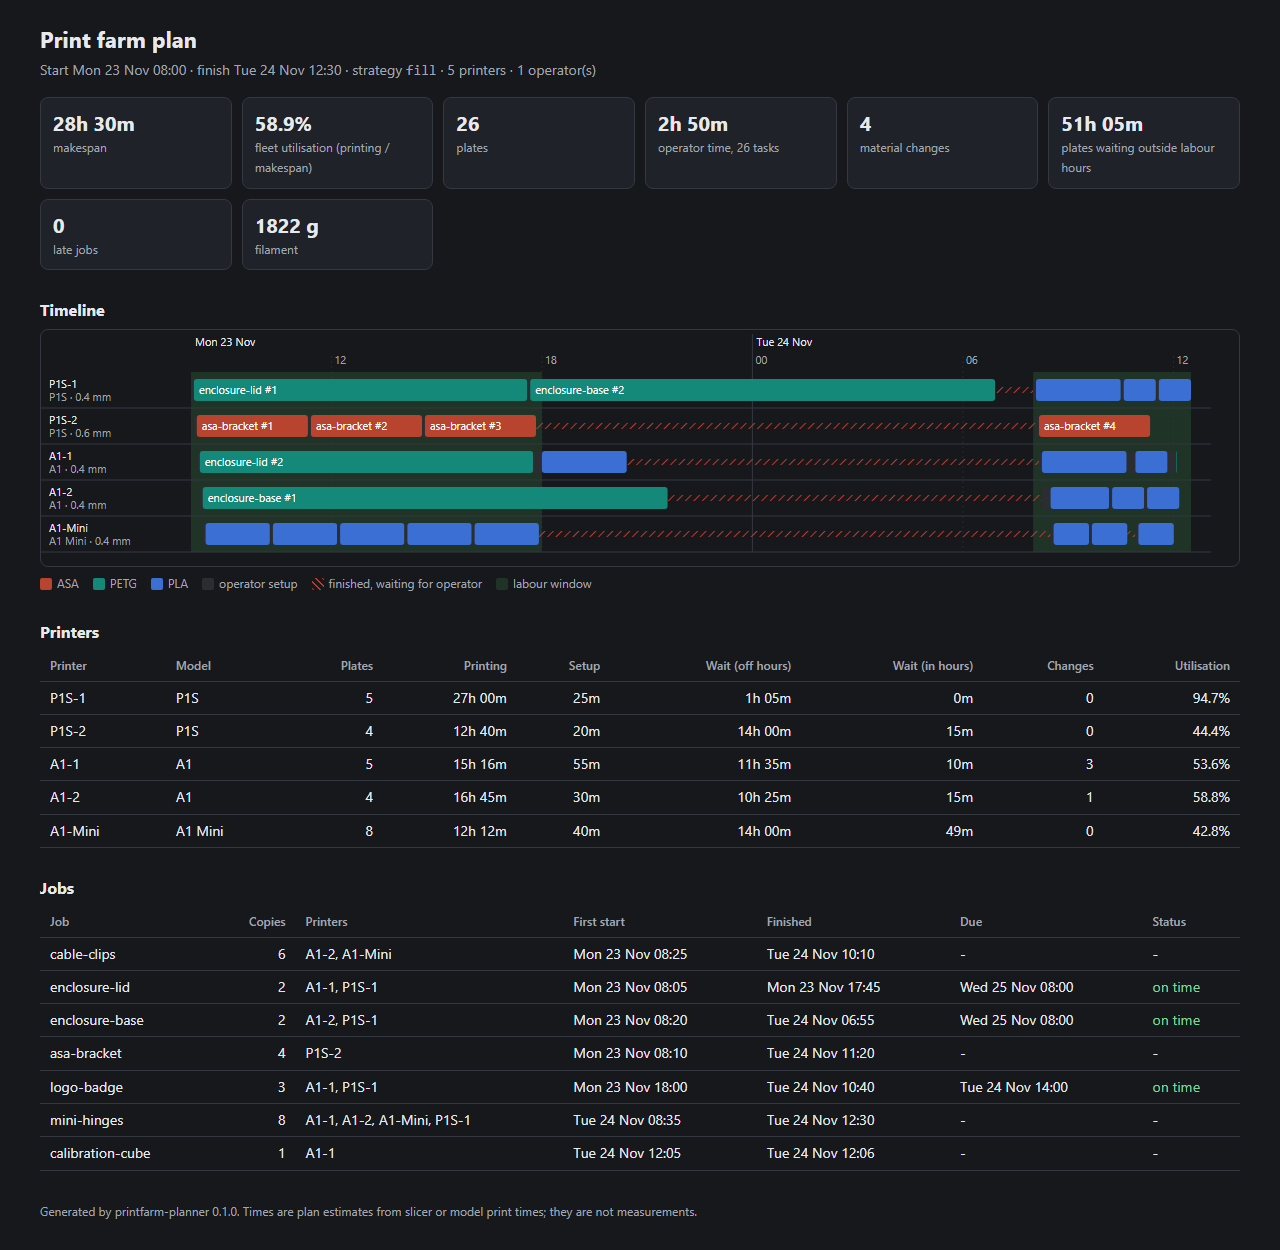 Print farm plan
Start Mon 23 Nov 08:00 · finish Tue 24 Nov 12:30 · strategy fill · 5 printers · 1 operator(s)
28h 30m
makespan
58.9%
fleet utilisation (printing /
makespan)
26
plates
2h 50m
operator time, 26 tasks
4
material changes
51h 05m
plates waiting outside labour
hours
0
late jobs
1822 g
filament
Timeline
Mon 23 Nov Tue 24 Nov
12 18 00 06 12
P1S-1
P1S · 0.4 mm
enclosure-lid #1 enclosure-base #2
P1S-2
P1S · 0.6 mm
asa-bracket #1 asa-bracket #2 asa-bracket #3 asa-bracket #4
A1-1
A1 · 0.4 mm
enclosure-lid #2
A1-2
A1 · 0.4 mm
enclosure-base #1
A1-Mini
A1 Mini · 0.4 mm
ASA PETG PLA operator setup finished, waiting for operator labour window
Printers
Printer Model Plates Printing Setup Wait (off hours) Wait (in hours) Changes Utilisation
P1S-1 P1S 5 27h 00m 25m 1h 05m 0m 0 94.7%
P1S-2 P1S 4 12h 40m 20m 14h 00m 15m 0 44.4%
A1-1 A1 5 15h 16m 55m 11h 35m 10m 3 53.6%
A1-2 A1 4 16h 45m 30m 10h 25m 15m 1 58.8%
A1-Mini A1 Mini 8 12h 12m 40m 14h 00m 49m 0 42.8%
Jobs
Job Copies Printers First start Finished Due Status
cable-clips 6 A1-2, A1-Mini Mon 23 Nov 08:25 Tue 24 Nov 10:10 - -
enclosure-lid 2 A1-1, P1S-1 Mon 23 Nov 08:05 Mon 23 Nov 17:45 Wed 25 Nov 08:00 on time
enclosure-base 2 A1-2, P1S-1 Mon 23 Nov 08:20 Tue 24 Nov 06:55 Wed 25 Nov 08:00 on time
asa-bracket 4 P1S-2 Mon 23 Nov 08:10 Tue 24 Nov 11:20 - -
logo-badge 3 A1-1, P1S-1 Mon 23 Nov 18:00 Tue 24 Nov 10:40 Tue 24 Nov 14:00 on time
mini-hinges 8 A1-1, A1-2, A1-Mini, P1S-1 Tue 24 Nov 08:35 Tue 24 Nov 12:30 - -
calibration-cube 1 A1-1 Tue 24 Nov 12:05 Tue 24 Nov 12:06 - -
Generated by printfarm-planner 0.1.0. Times are plan estimates from slicer or model print times; they are not measurements.